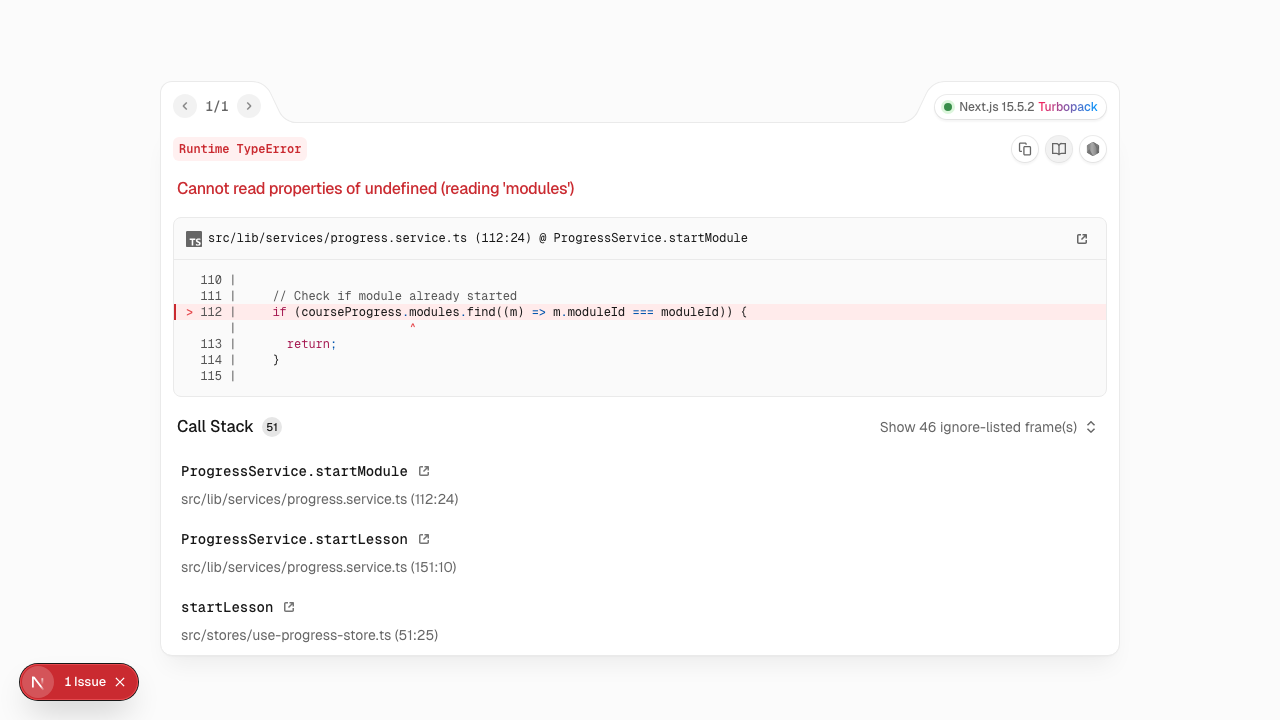 1/1
Next.js 15.5.2 Turbopack
Runtime TypeError
Cannot read properties of undefined (reading 'modules')
TS src/lib/services/progress.service.ts (112:24) @ ProgressService.startModule
110 |
111 |     // Check if module already started
> 112 |     if (courseProgress.modules.find((m) => m.moduleId === moduleId)) {
|                        ^
113 |       return;
114 |     }
115 |
Call Stack 51
Show 46 ignore-listed frame(s)
ProgressService.startModule
src/lib/services/progress.service.ts (112:24)
ProgressService.startLesson
src/lib/services/progress.service.ts (151:10)
startLesson
src/stores/use-progress-store.ts (51:25)
N 1 Issue